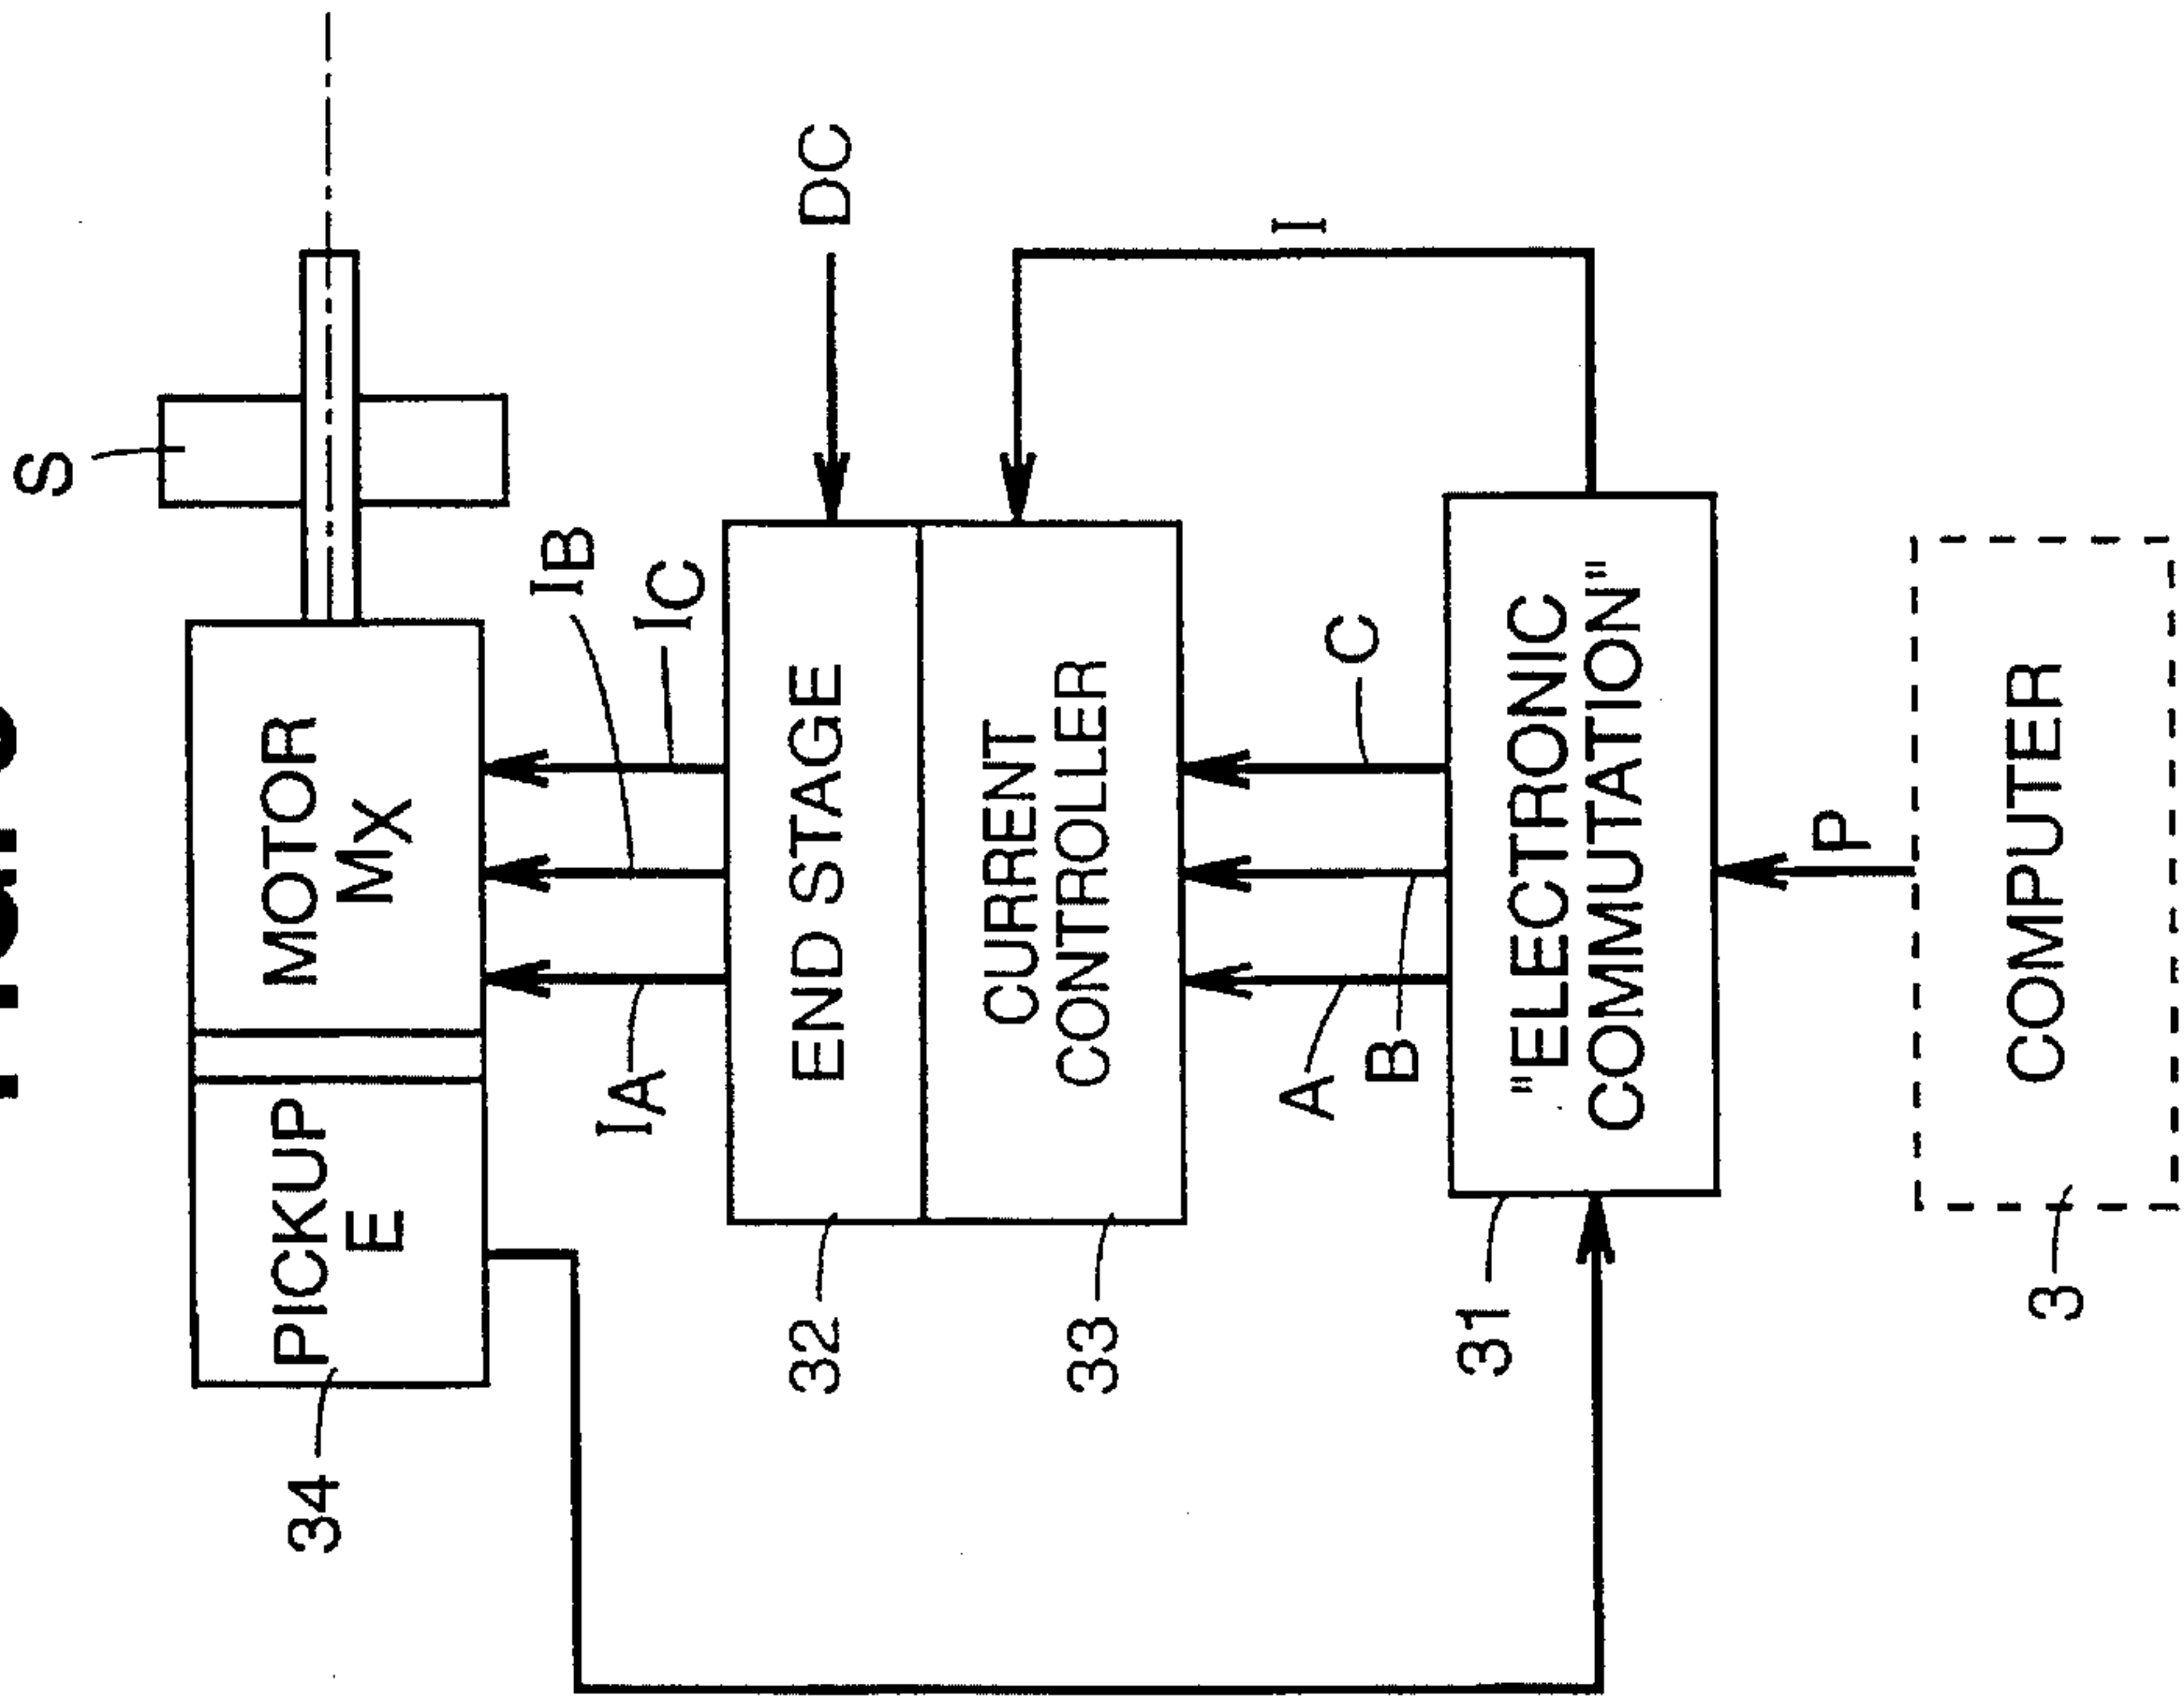 S
MOTOR
MX
PICKUP
E
34
IA
IB
IC
DC
END STAGE
32
CURRENT
CONTROLLER
33
I
A
B
C
"ELECTRONIC
COMMUTATION"
31
P
COMPUTER
3